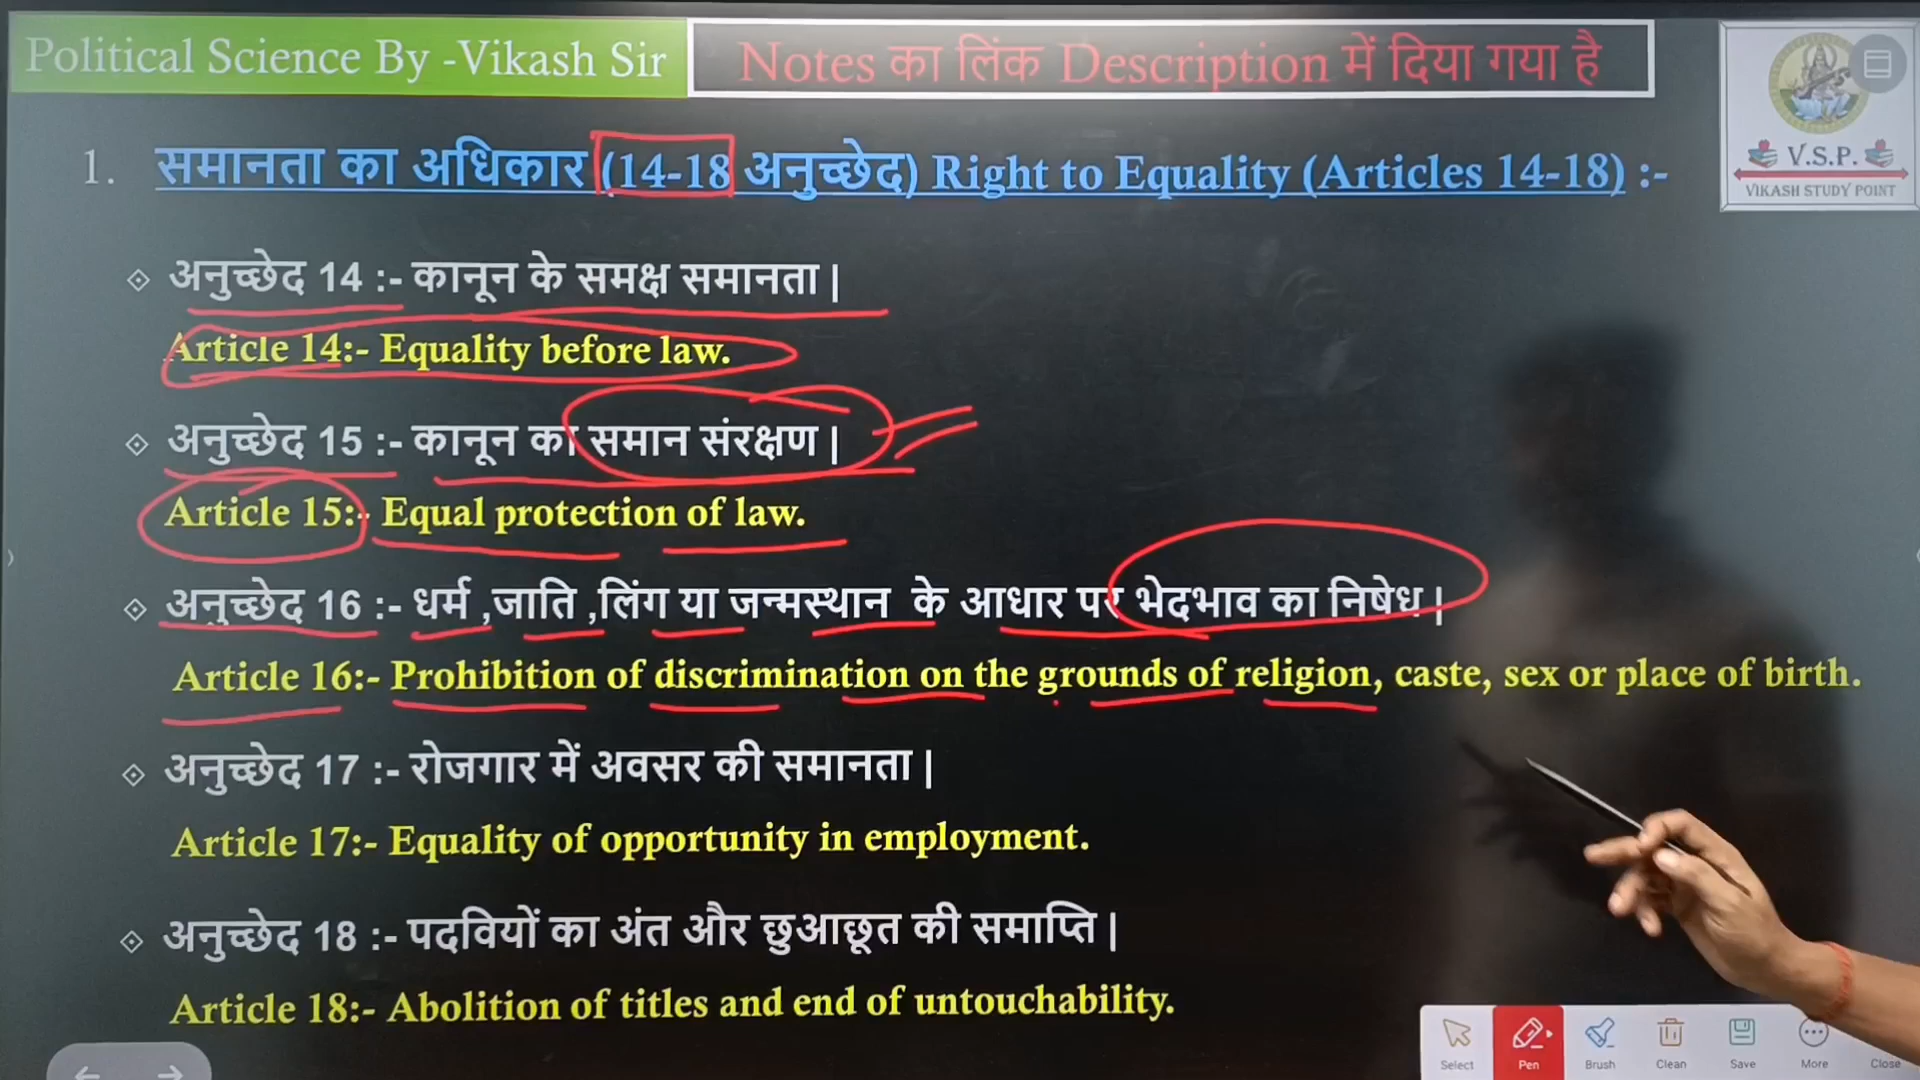 Political Science By -Vikash Sir
Notes का लिंक Description में दिया गया है
V.S.P.
VIKASH STUDY POINT
1. समानता का अधिकार (14-18 अनुच्छेद) Right to Equality (Articles 14-18) :-
अनुच्छेद 14 :- कानून के समक्ष समानता |
Article 14:- Equality before law.
अनुच्छेद 15 :- कानून का समान संरक्षण |
Article 15:- Equal protection of law.
अनुच्छेद 16 :- धर्म ,जाति ,लिंग या जन्मस्थान के आधार पर भेदभाव का निषेध |
Article 16:- Prohibition of discrimination on the grounds of religion, caste, sex or place of birth.
अनुच्छेद 17 :- रोजगार में अवसर की समानता |
Article 17:- Equality of opportunity in employment.
अनुच्छेद 18 :- पदवियों का अंत और छुआछूत की समाप्ति |
Article 18:- Abolition of titles and end of untouchability.
Select Pen Brush Clean Save More Close